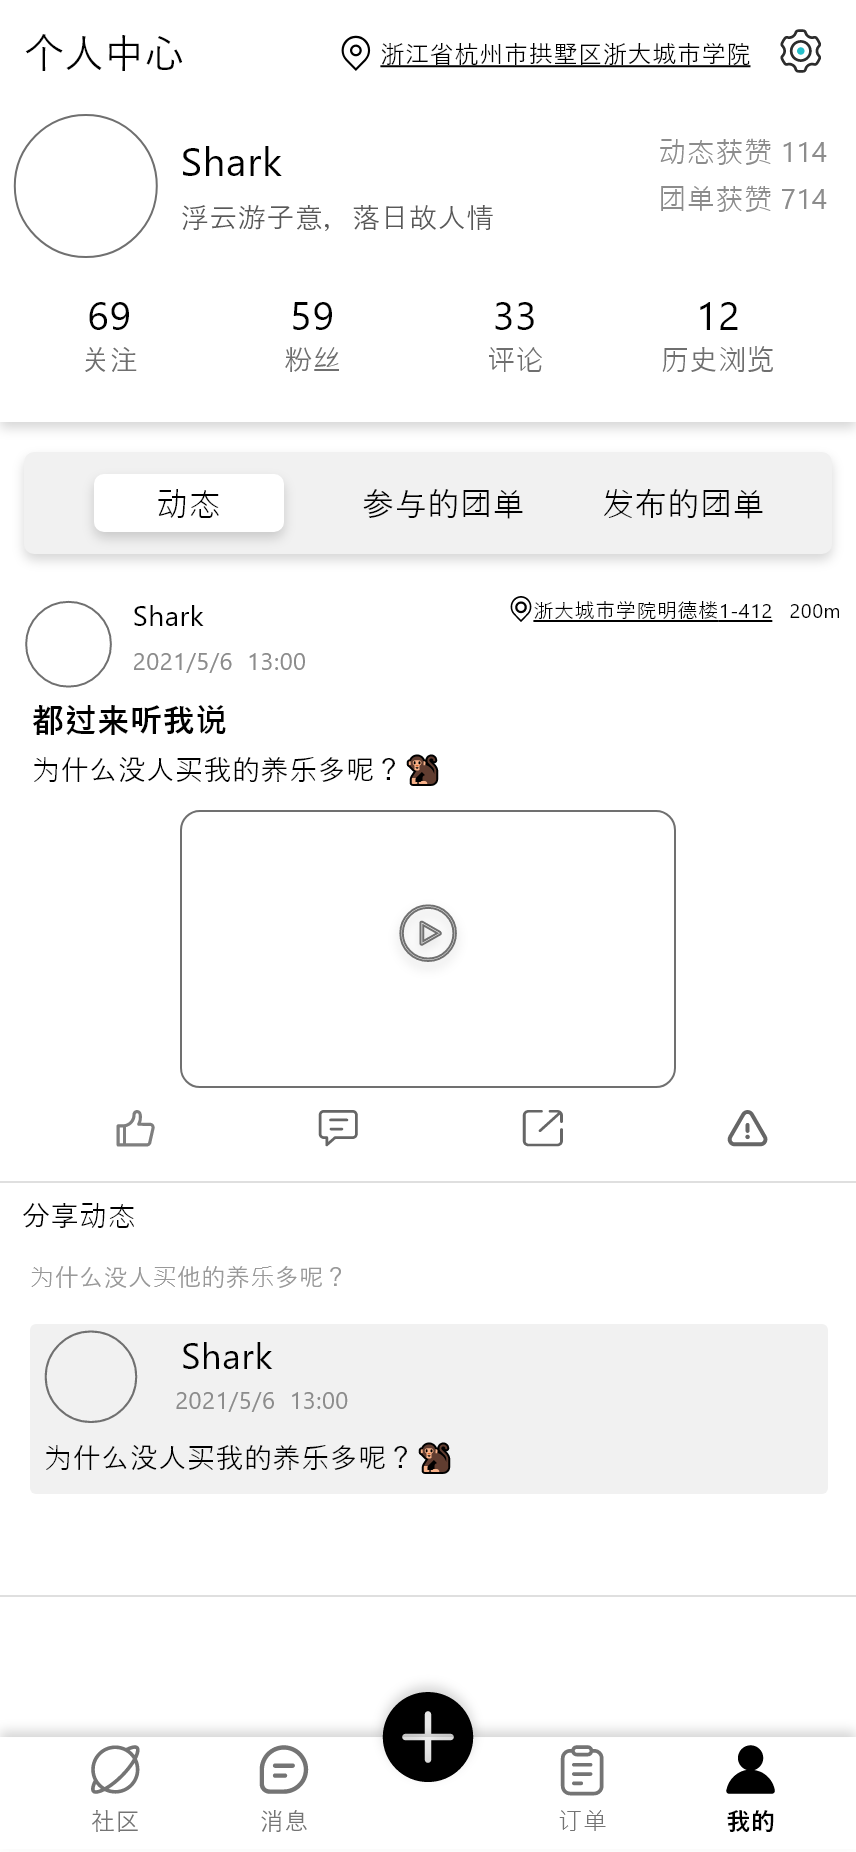 个人中心
浙江省杭州市拱墅区浙大城市学院
Shark
浮云游子意，落日故人情
动态获赞 114
团单获赞 714
69
关注
59
粉丝
33
评论
12
历史浏览
动态
参与的团单
发布的团单
Shark
2021/5/6 13:00
浙大城市学院明德楼1-412 200m
都过来听我说
为什么没人买我的养乐多呢？🐒
分享动态
为什么没人买他的养乐多呢？
Shark
2021/5/6 13:00
为什么没人买我的养乐多呢？🐒
社区
消息
订单
我的